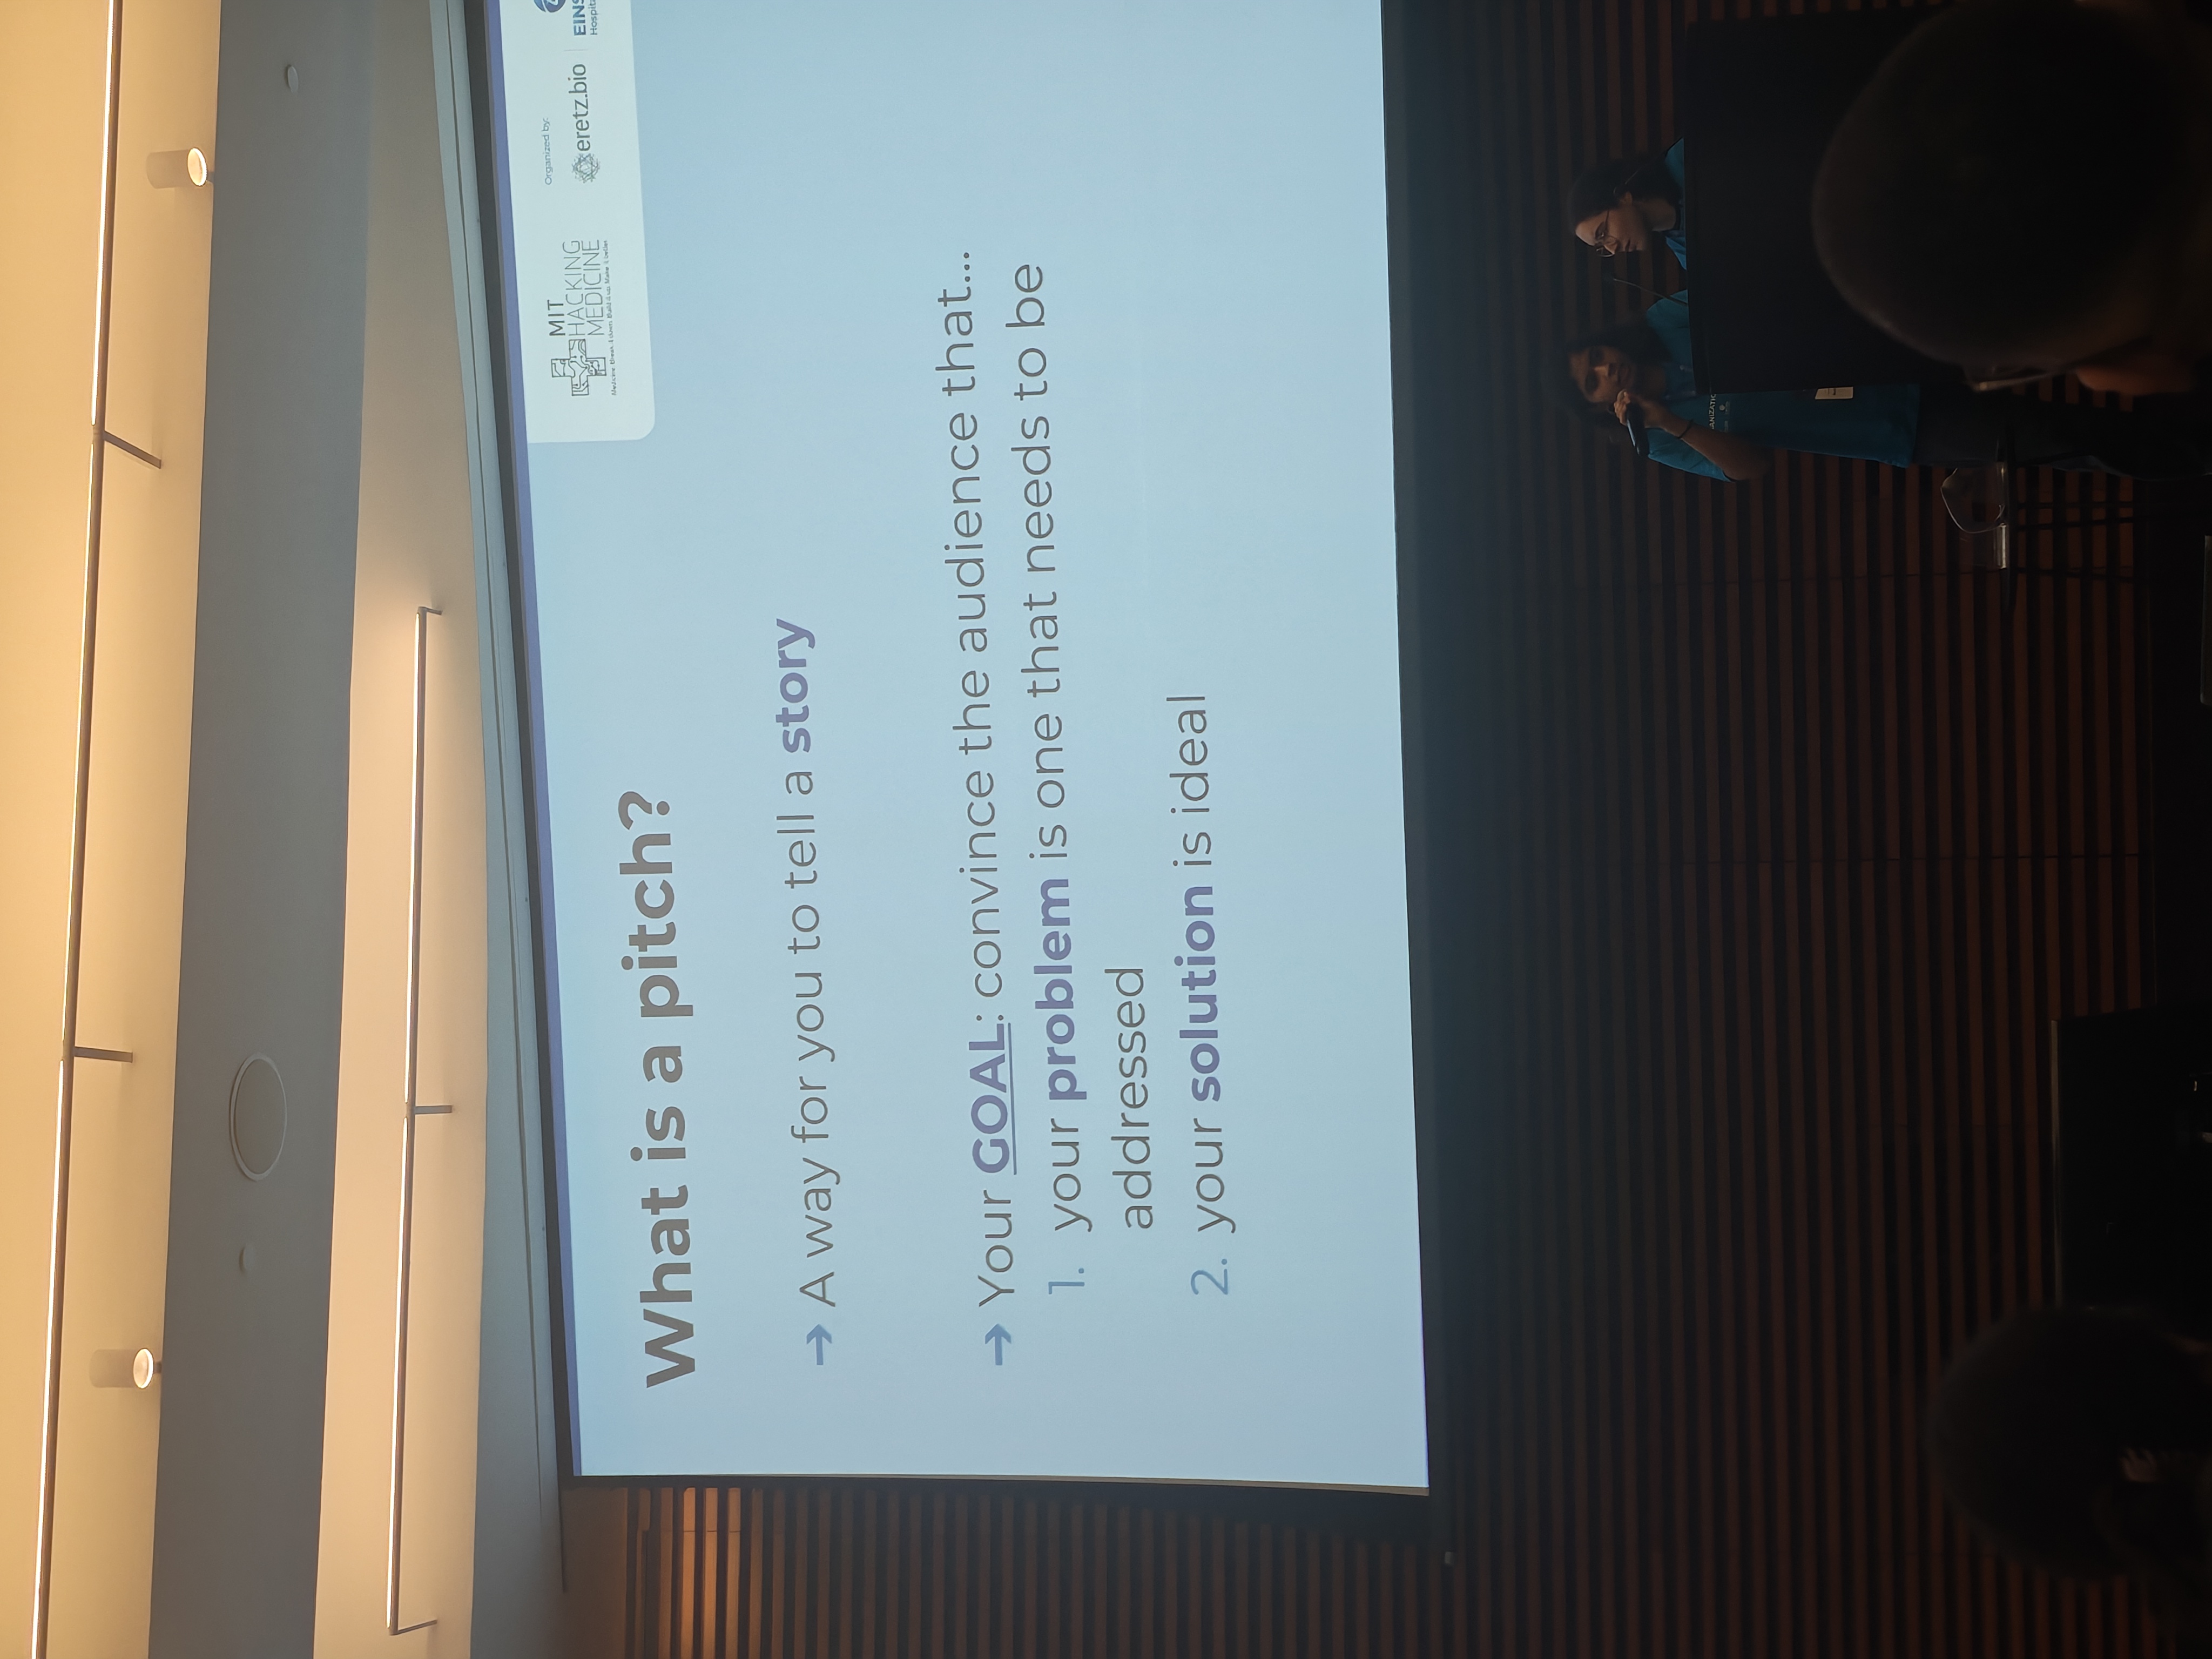 MIT
HACKING
MEDICINE
Organized by:
eretz.bio
What is a pitch?
→ A way for you to tell a story
→ Your GOAL: convince the audience that...
1. your problem is one that needs to be
addressed
2. your solution is ideal